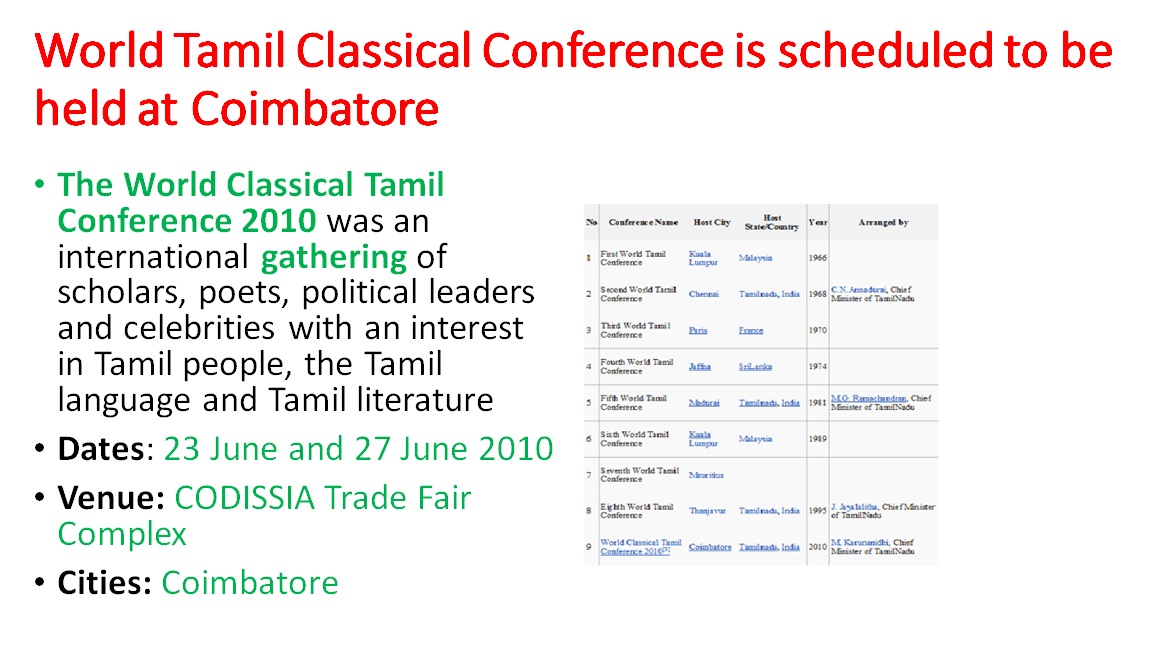 World Tamil Classical Conference is scheduled to be
held at Coimbatore
• The World Classical Tamil
Conference 2010 was an
international gathering of
scholars, poets, political leaders
and celebrities with an interest
in Tamil people, the Tamil
language and Tamil literature
• Dates: 23 June and 27 June 2010
• Venue: CODISSIA Trade Fair
Complex
• Cities: Coimbatore
No Conference Name Host City Host State/Country Year Arranged by
1 First World Tamil Conference Kuala Lumpur Malaysia 1966
2 Second World Tamil Conference Chennai Tamilnadu, India 1968 C.N.Annadurai, Chief Minister of TamilNadu
3 Third World Tamil Conference Paris France 1970
4 Fourth World Tamil Conference Jaffna SriLanka 1974
5 Fifth World Tamil Conference Madurai Tamilnadu, India 1981 M.G. Ramachandran, Chief Minister of TamilNadu
6 Sixth World Tamil Conference Kuala Lumpur Malaysia 1989
7 Seventh World Tamil Conference Mauritius
8 Eighth World Tamil Conference Thanjavur Tamilnadu, India 1995 J. Jayalalitha, Chief Minister of TamilNadu
9 World Classical Tamil Conference 2010[3] Coimbatore Tamilnadu, India 2010 M. Karunanidhi, Chief Minister of TamilNadu